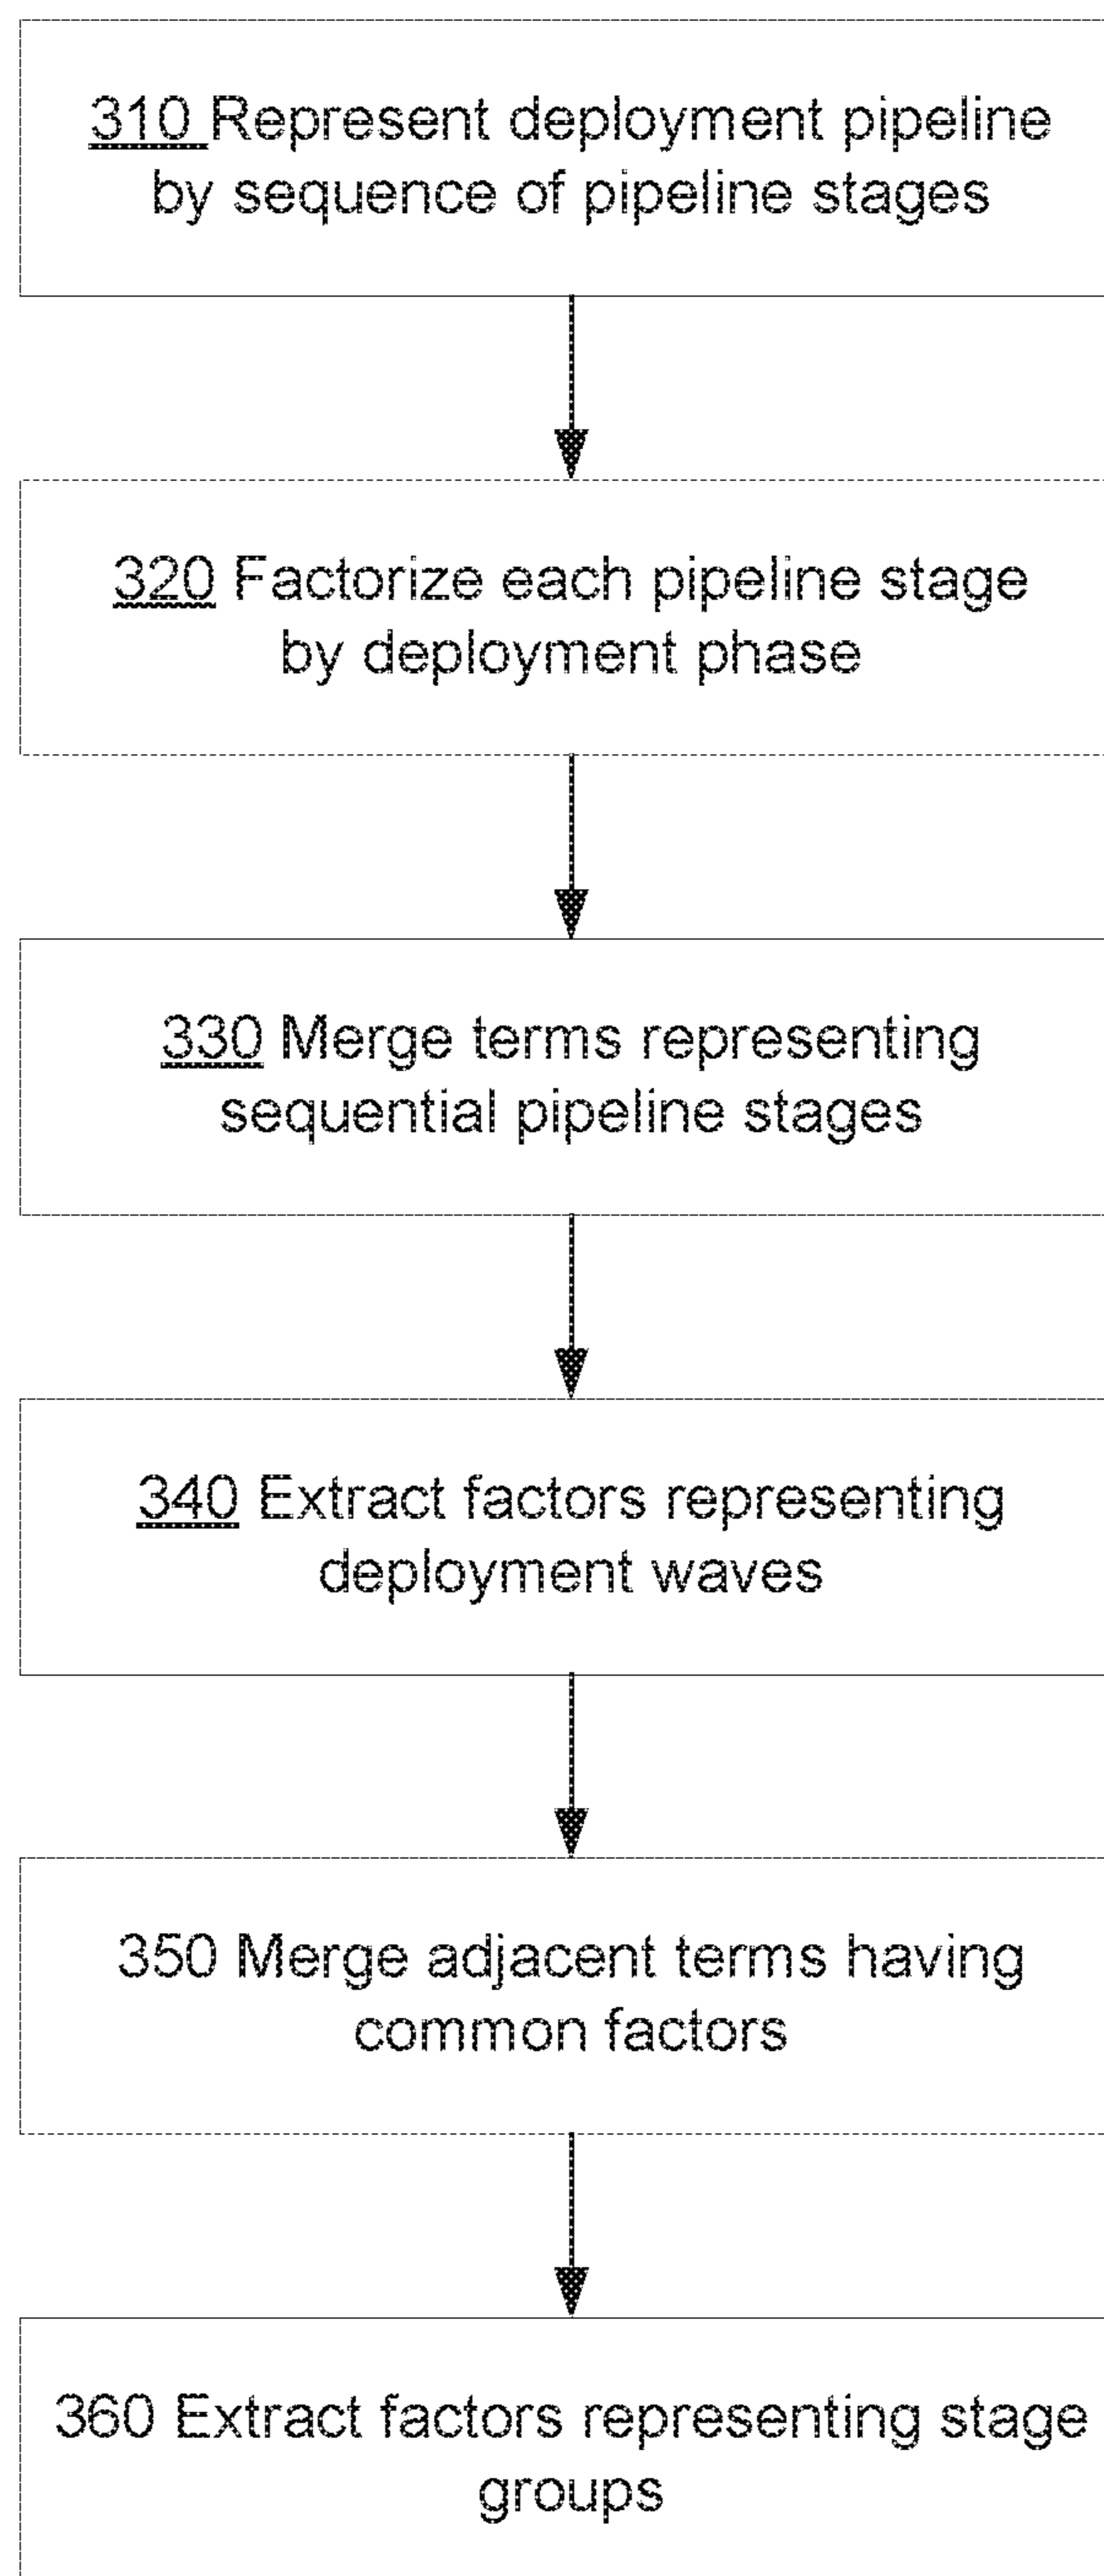 310 Represent deployment pipeline
by sequence of pipeline stages
320 Factorize each pipeline stage
by deployment phase
330 Merge terms representing
sequential pipeline stages
340 Extract factors representing
deployment waves
350 Merge adjacent terms having
common factors
360 Extract factors representing stage
groups